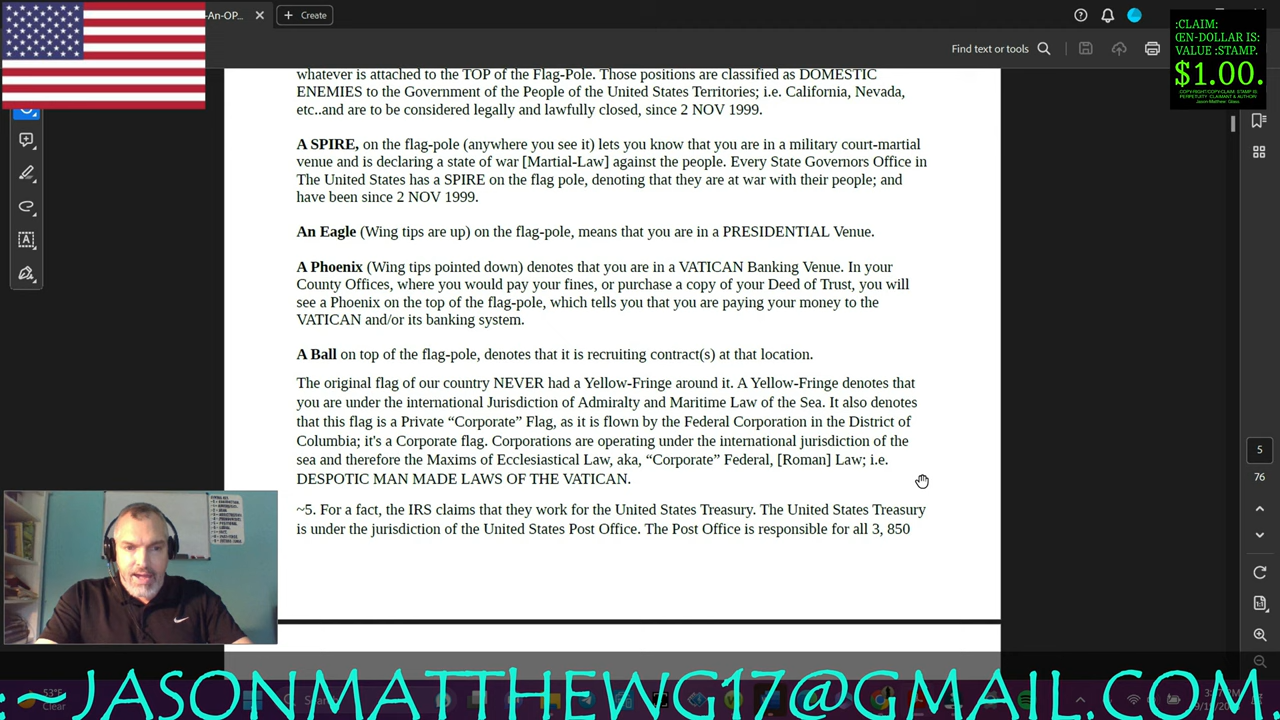 -An-OP...
Create
:CLAIM:
Œ​N-DOLLAR IS:
VALUE :STAMP.
$1.00.
COPYRIGHT/COPY-CLAIM STAMP IS
PERPETUITY CLAIMANT & AUTHOR
Jason-Matthew: Glass
Find text or tools
whatever is attached to the TOP of the Flag-Pole. Those positions are classified as DOMESTIC
ENEMIES to the Government of the People of the United States Territories; i.e. California, Nevada,
etc..and are to be considered legally and lawfully closed, since 2 NOV 1999.
A SPIRE, on the flag-pole (anywhere you see it) lets you know that you are in a military court-martial
venue and is declaring a state of war [Martial-Law] against the people. Every State Governors Office in
The United States has a SPIRE on the flag pole, denoting that they are at war with their people; and
have been since 2 NOV 1999.
An Eagle (Wing tips are up) on the flag-pole, means that you are in a PRESIDENTIAL Venue.
A Phoenix (Wing tips pointed down) denotes that you are in a VATICAN Banking Venue. In your
County Offices, where you would pay your fines, or purchase a copy of your Deed of Trust, you will
see a Phoenix on the top of the flag-pole, which tells you that you are paying your money to the
VATICAN and/or its banking system.
A Ball on top of the flag-pole, denotes that it is recruiting contract(s) at that location.
The original flag of our country NEVER had a Yellow-Fringe around it. A Yellow-Fringe denotes that
you are under the international Jurisdiction of Admiralty and Maritime Law of the Sea. It also denotes
that this flag is a Private “Corporate” Flag, as it is flown by the Federal Corporation in the District of
Columbia; it's a Corporate flag. Corporations are operating under the international jurisdiction of the
sea and therefore the Maxims of Ecclesiastical Law, aka, “Corporate” Federal, [Roman] Law; i.e.
DESPOTIC MAN MADE LAWS OF THE VATICAN.
~5. For a fact, the IRS claims that they work for the United States Treasury. The United States Treasury
is under the jurisdiction of the United States Post Office. The Post Office is responsible for all 3, 850
5
76
53°F
Clear
:~JASONMATTHEWG17@GMAIL.COM.